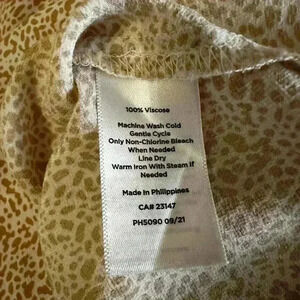 100% Viscose
Machine Wash Cold
Gentle Cycle
Only Non-Chlorine Bleach
When Needed
Line Dry
Warm Iron With Steam If
Needed
Made In Philippines
CA# 23147
PH5090 09/21